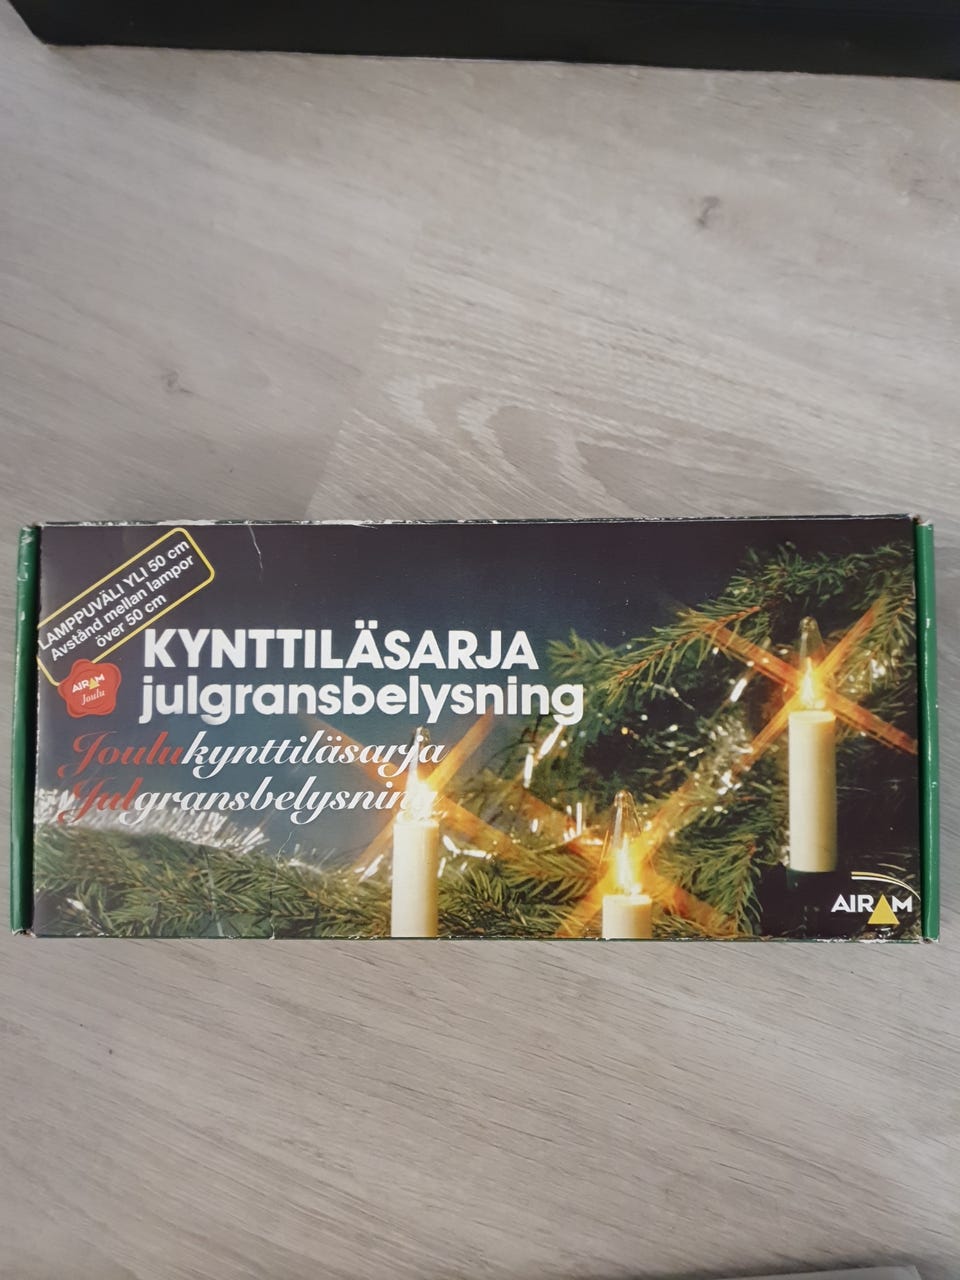 LAMPPUVÄLI YLI 50 cm
Avstånd mellan lampor
över 50 cm
KYNTTILÄSARJA
julgransbelysning
AIRAM
Joulu
Joulukynttiläsarja
Julgransbelysning
AIRAM